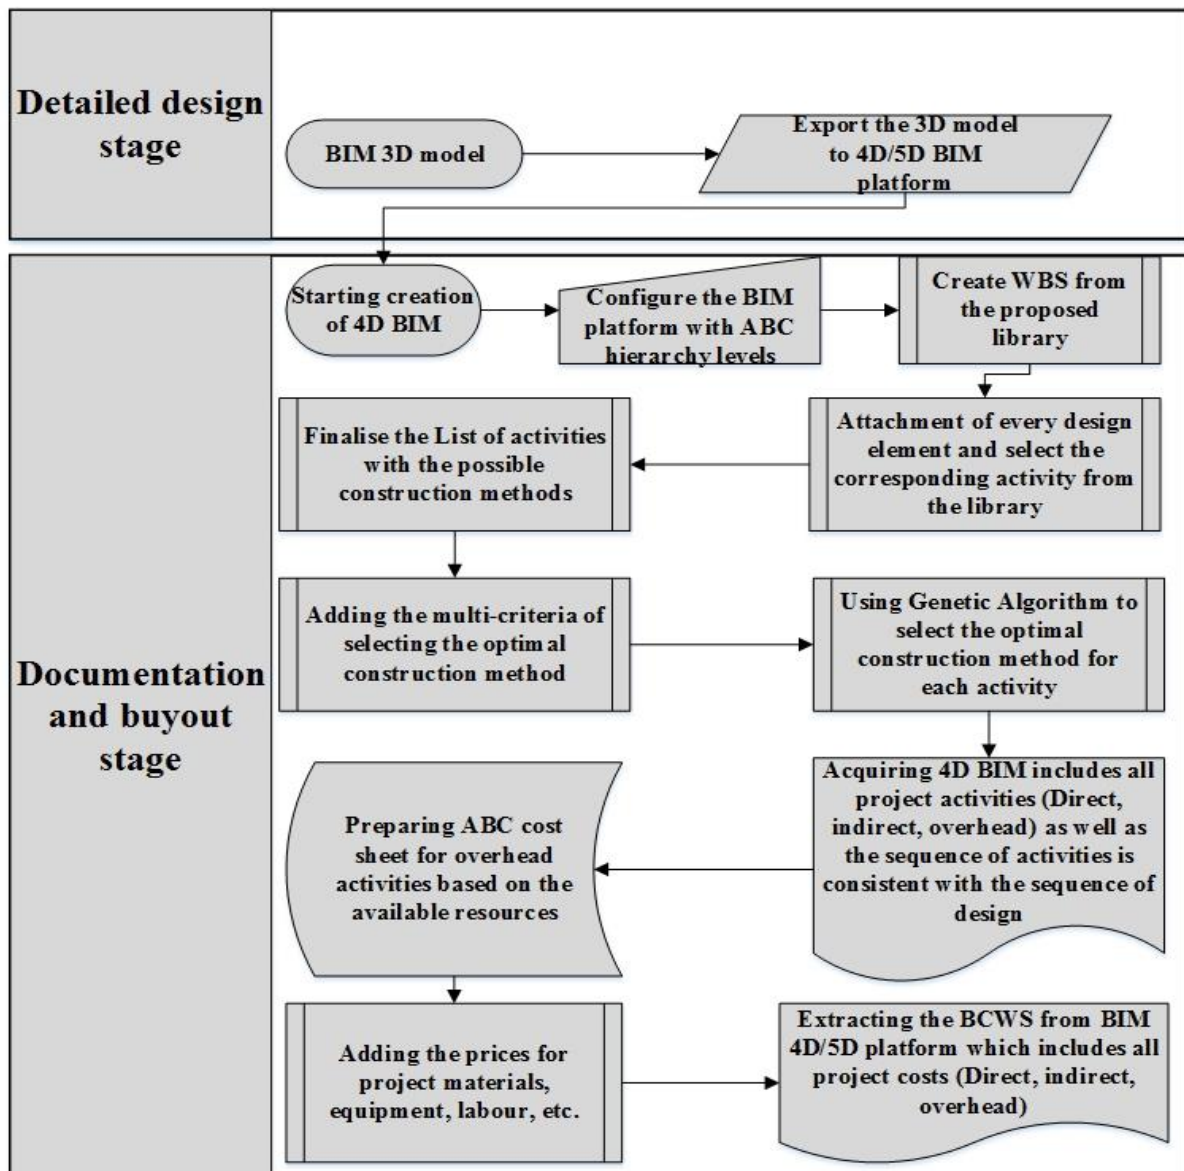 Detailed design
stage
BIM 3D model
Export the 3D model
to 4D/5D BIM
platform
Documentation
and buyout
stage
Starting creation
of 4D BIM
Configure the BIM
platform with ABC
hierarchy levels
Create WBS from
the proposed
library
Attachment of every design
element and select the
corresponding activity from
the library
Finalise the List of activities
with the possible
construction methods
Adding the multi-criteria of
selecting the optimal
construction method
Using Genetic Algorithm to
select the optimal
construction method for
each activity
Acquiring 4D BIM includes all
project activities (Direct,
indirect, overhead) as well as
the sequence of activities is
consistent with the sequence of
design
Preparing ABC cost
sheet for overhead
activities based on the
available resources
Adding the prices for
project materials,
equipment, labour, etc.
Extracting the BCWS from BIM
4D/5D platform which includes all
project costs (Direct, indirect,
overhead)